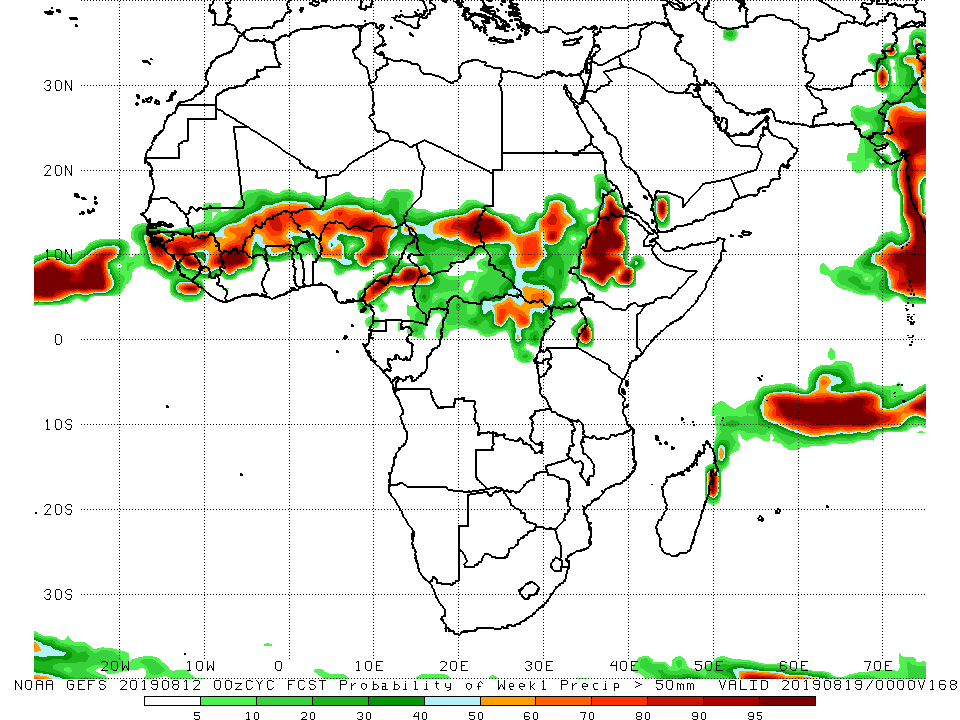 30N
20N
10N
0
10S
20S
30S
20W 10W 0 10E 20E 30E 40E 50E 60E 70E
NOAA GEFS 20190812 00zCYC FCST Probability of Week1 Precip > 50mm VALID 20190819/0000V168
5 10 20 30 40 50 60 70 80 90 95